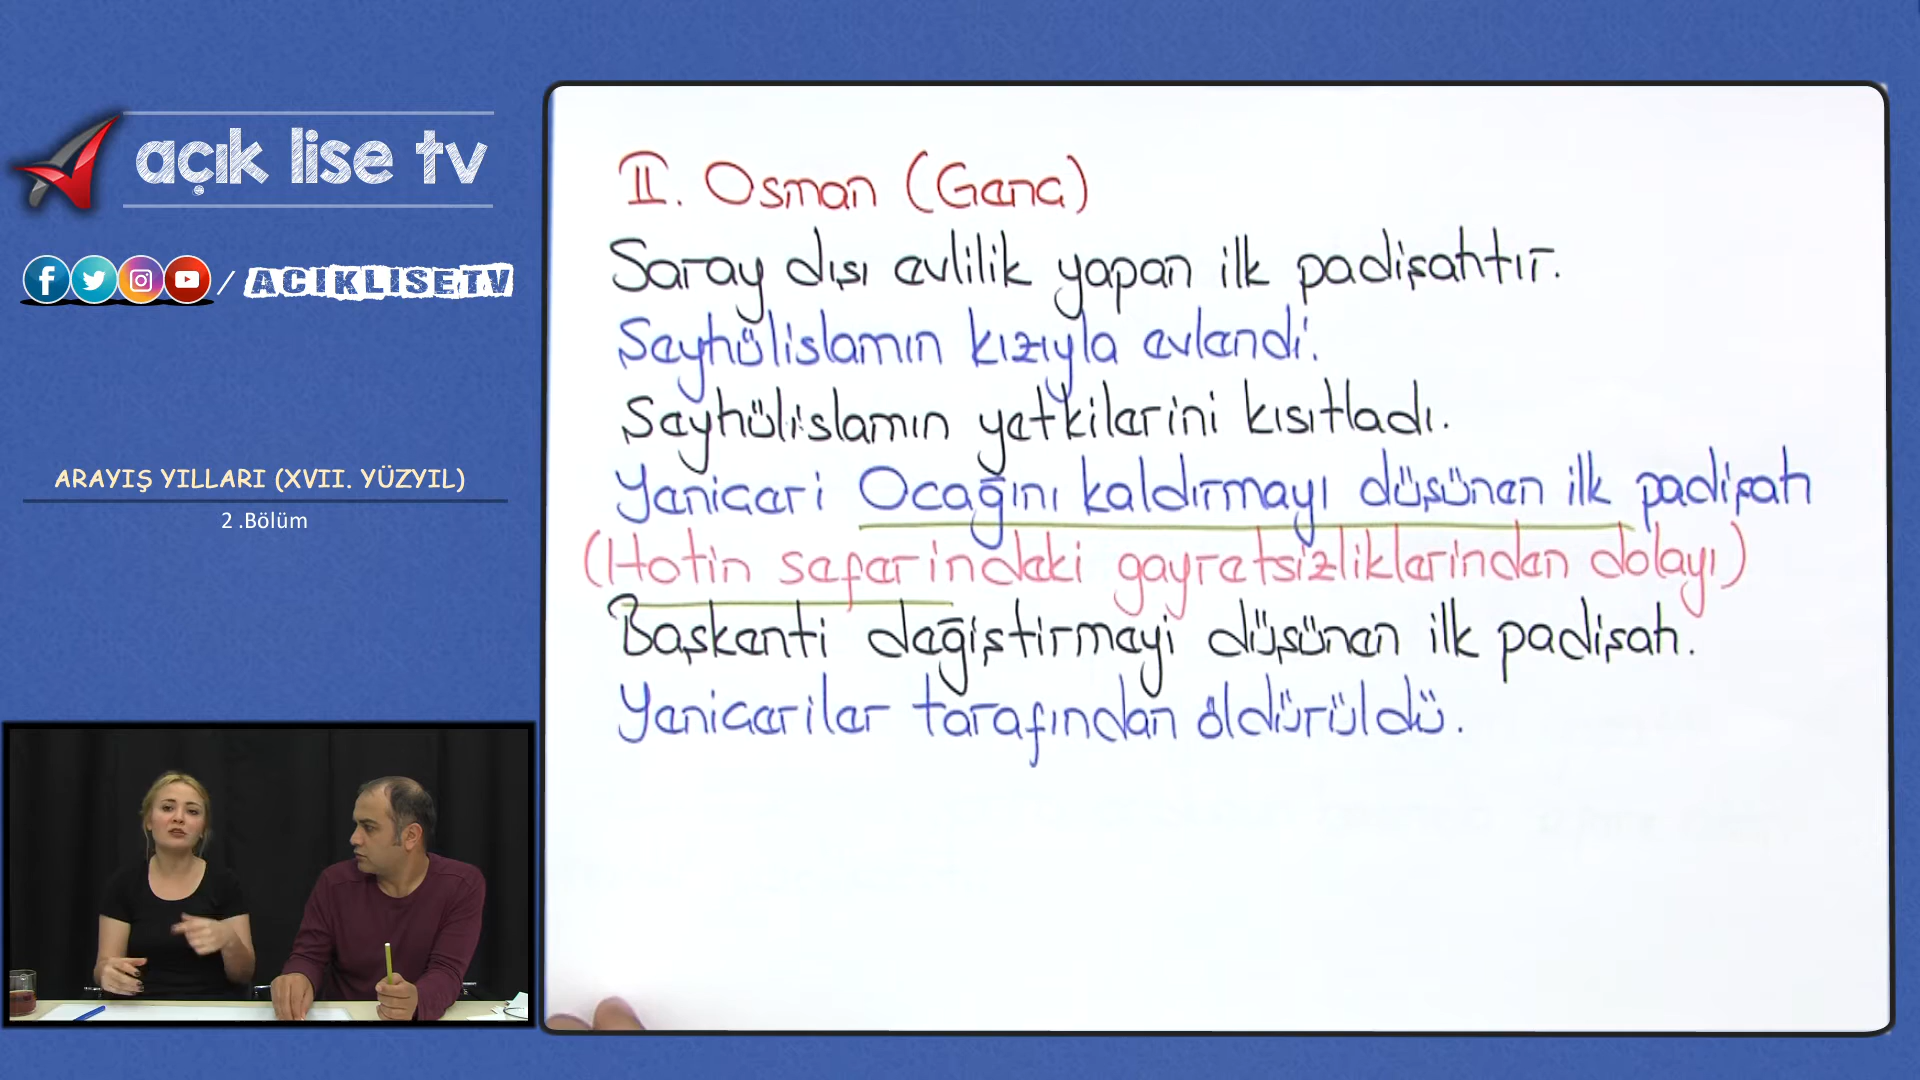 açık lise tv
/ ACIKLISETV
ARAYIŞ YILLARI (XVII. YÜZYIL)
2 .Bölüm
II. Osman (Genç)
Saray dışı evlilik yapan ilk padişahtır.
Şeyhülislamın kızıyla evlendi.
Şeyhülislamın yetkilerini kısıtladı.
Yeniçeri Ocağını kaldırmayı düşünen ilk padişah
(Hotin seferindeki gayretsizliklerinden dolayı)
Başkenti değiştirmeyi düşünen ilk padişah.
Yeniçeriler tarafından öldürüldü.